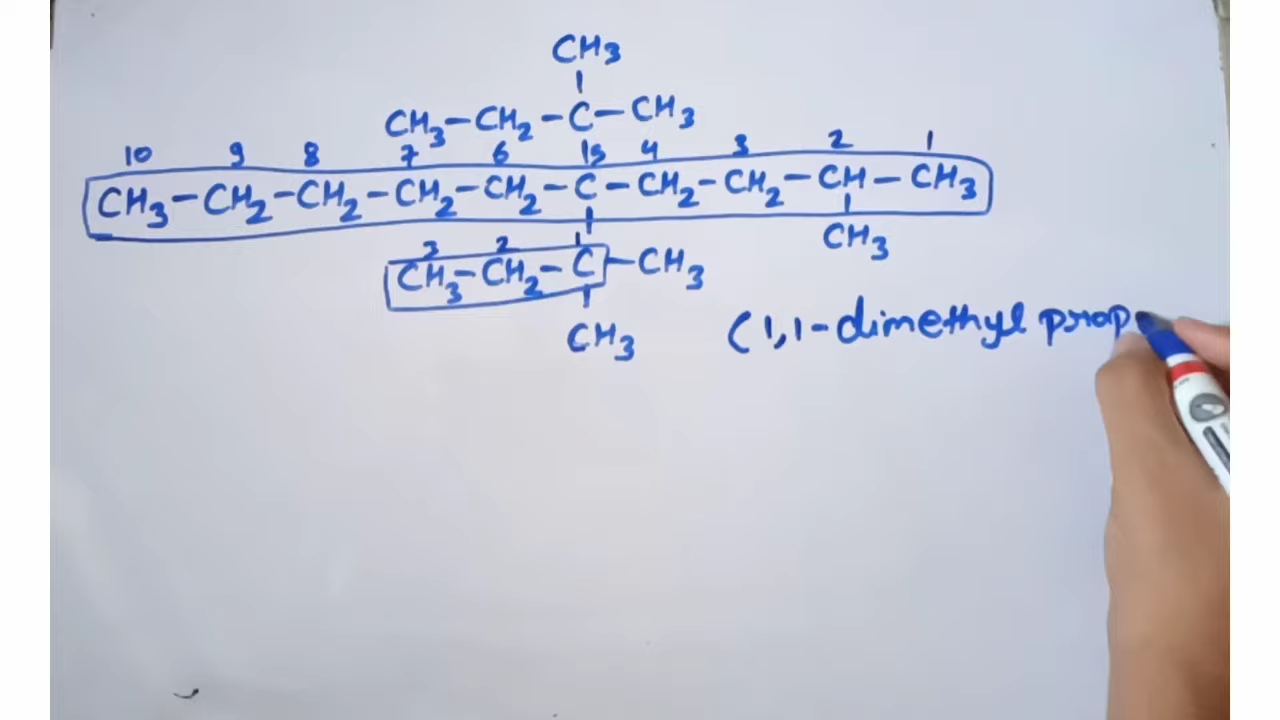 CH3
CH3-CH2-C-CH3
10 9 8 7 6 15 4 3 2 1
CH3-CH2-CH2-CH2-CH2-C-CH2-CH2-CH-CH3
3 2 1 CH3
CH3-CH2-C-CH3
CH3 (1,1-dimethyl prop